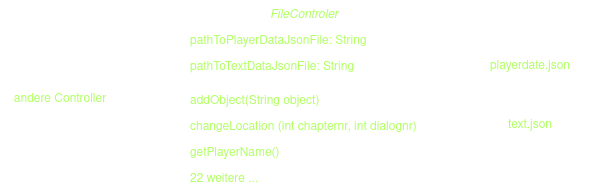 FileControler
pathToPlayerDataJsonFile: String
pathToTextDataJsonFile: String
playerdate.json
andere Controller
addObject(String object)
changeLocation (int chapternr, int dialognr)
text.json
getPlayerName()
22 weitere ...